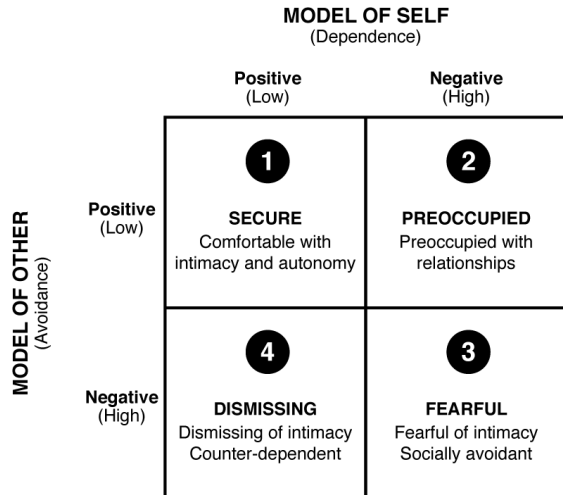 MODEL OF SELF
(Dependence)
Positive
(Low)
Negative
(High)
MODEL OF OTHER
(Avoidance)
Positive
(Low)
1
SECURE
Comfortable with
intimacy and autonomy
2
PREOCCUPIED
Preoccupied with
relationships
Negative
(High)
4
DISMISSING
Dismissing of intimacy
Counter-dependent
3
FEARFUL
Fearful of intimacy
Socially avoidant